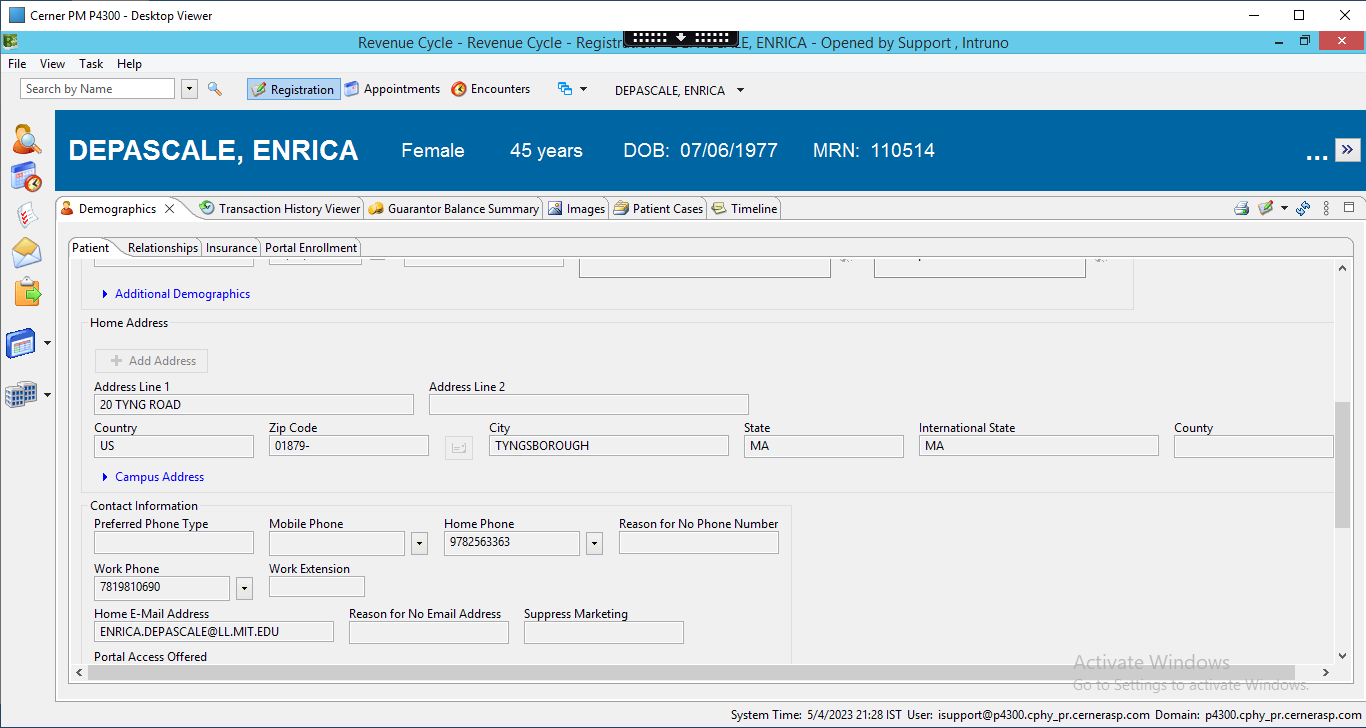 Cerner PM P4300 - Desktop Viewer
Revenue Cycle - Revenue Cycle - Regist E, ENRICA - Opened by Support , Intruno
File View Task Help
Search by Name Registration Appointments Encounters DEPASCALE, ENRICA
DEPASCALE, ENRICA Female 45 years DOB: 07/06/1977 MRN: 110514 ...
Demographics Transaction History Viewer Guarantor Balance Summary Images Patient Cases Timeline
Patient Relationships Insurance Portal Enrollment
Additional Demographics
Home Address
Add Address
Address Line 1 Address Line 2
20 TYNG ROAD
Country Zip Code City State International State County
US 01879- TYNGSBOROUGH MA MA
Campus Address
Contact Information
Preferred Phone Type Mobile Phone Home Phone Reason for No Phone Number
9782563363
Work Phone Work Extension
7819810690
Home E-Mail Address Reason for No Email Address Suppress Marketing
ENRICA.DEPASCALE@LL.MIT.EDU
Portal Access Offered
Activate Windows
Go to Settings to activate Windows.
System Time: 5/4/2023 21:28 IST User: isupport@p4300.cphy_pr.cernerasp.com Domain: p4300.cphy_pr.cernerasp.com